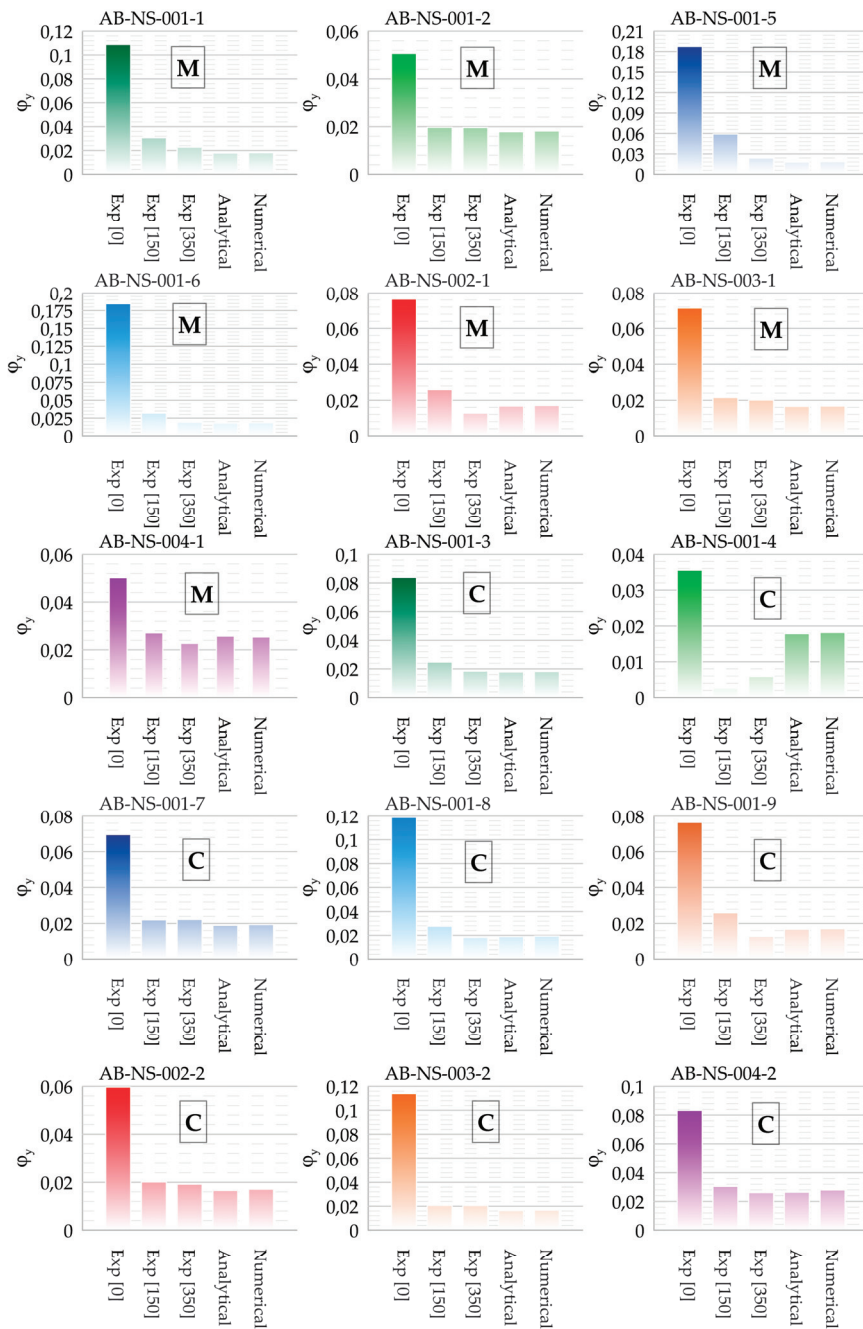 AB-NS-001-1
0,12
0,1
0,08
0,06
0,04
0,02
0
φy
M
Exp [0]
Exp [150]
Exp [350]
Analytical
Numerical
AB-NS-001-2
0,06
0,04
0,02
0
φy
M
Exp [0]
Exp [150]
Exp [350]
Analytical
Numerical
AB-NS-001-5
0,21
0,18
0,15
0,12
0,09
0,06
0,03
0
φy
M
Exp [0]
Exp [150]
Exp [350]
Analytical
Numerical
AB-NS-001-6
0,2
0,175
0,15
0,125
0,1
0,075
0,05
0,025
0
φy
M
Exp [0]
Exp [150]
Exp [350]
Analytical
Numerical
AB-NS-002-1
0,08
0,06
0,04
0,02
0
φy
M
Exp [0]
Exp [150]
Exp [350]
Analytical
Numerical
AB-NS-003-1
0,08
0,06
0,04
0,02
0
φy
M
Exp [0]
Exp [150]
Exp [350]
Analytical
Numerical
AB-NS-004-1
0,06
0,04
0,02
0
φy
M
Exp [0]
Exp [150]
Exp [350]
Analytical
Numerical
AB-NS-001-3
0,1
0,08
0,06
0,04
0,02
0
φy
C
Exp [0]
Exp [150]
Exp [350]
Analytical
Numerical
AB-NS-001-4
0,04
0,03
0,02
0,01
0
φy
C
Exp [0]
Exp [150]
Exp [350]
Analytical
Numerical
AB-NS-001-7
0,08
0,06
0,04
0,02
0
φy
C
Exp [0]
Exp [150]
Exp [350]
Analytical
Numerical
AB-NS-001-8
0,12
0,1
0,08
0,06
0,04
0,02
0
φy
C
Exp [0]
Exp [150]
Exp [350]
Analytical
Numerical
AB-NS-001-9
0,08
0,06
0,04
0,02
0
φy
C
Exp [0]
Exp [150]
Exp [350]
Analytical
Numerical
AB-NS-002-2
0,06
0,04
0,02
0
φy
C
Exp [0]
Exp [150]
Exp [350]
Analytical
Numerical
AB-NS-003-2
0,12
0,1
0,08
0,06
0,04
0,02
0
φy
C
Exp [0]
Exp [150]
Exp [350]
Analytical
Numerical
AB-NS-004-2
0,1
0,08
0,06
0,04
0,02
0
φy
C
Exp [0]
Exp [150]
Exp [350]
Analytical
Numerical